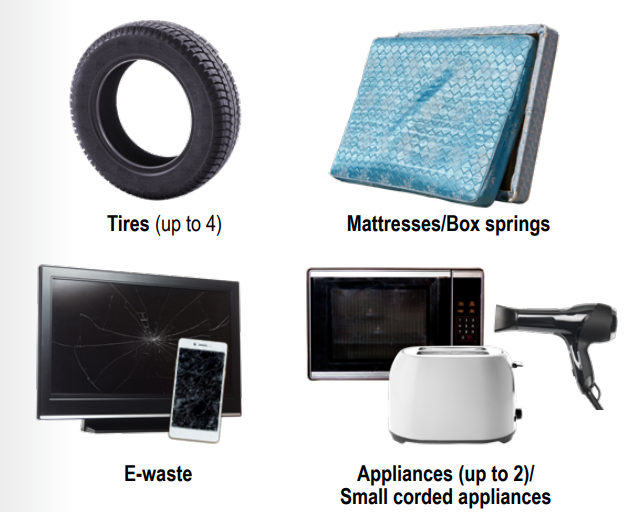 Tires (up to 4)
Mattresses/Box springs
E-waste
Appliances (up to 2)/
Small corded appliances